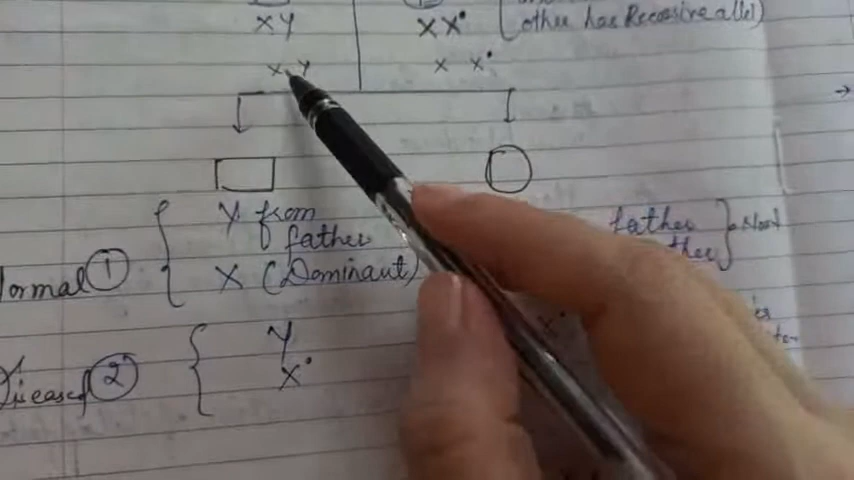 XY
XX• other has Recessive allel)
X Y
X X•
→
Y from father
X (Dominant)
father
Normal ①
Y
X•
Diseased ②